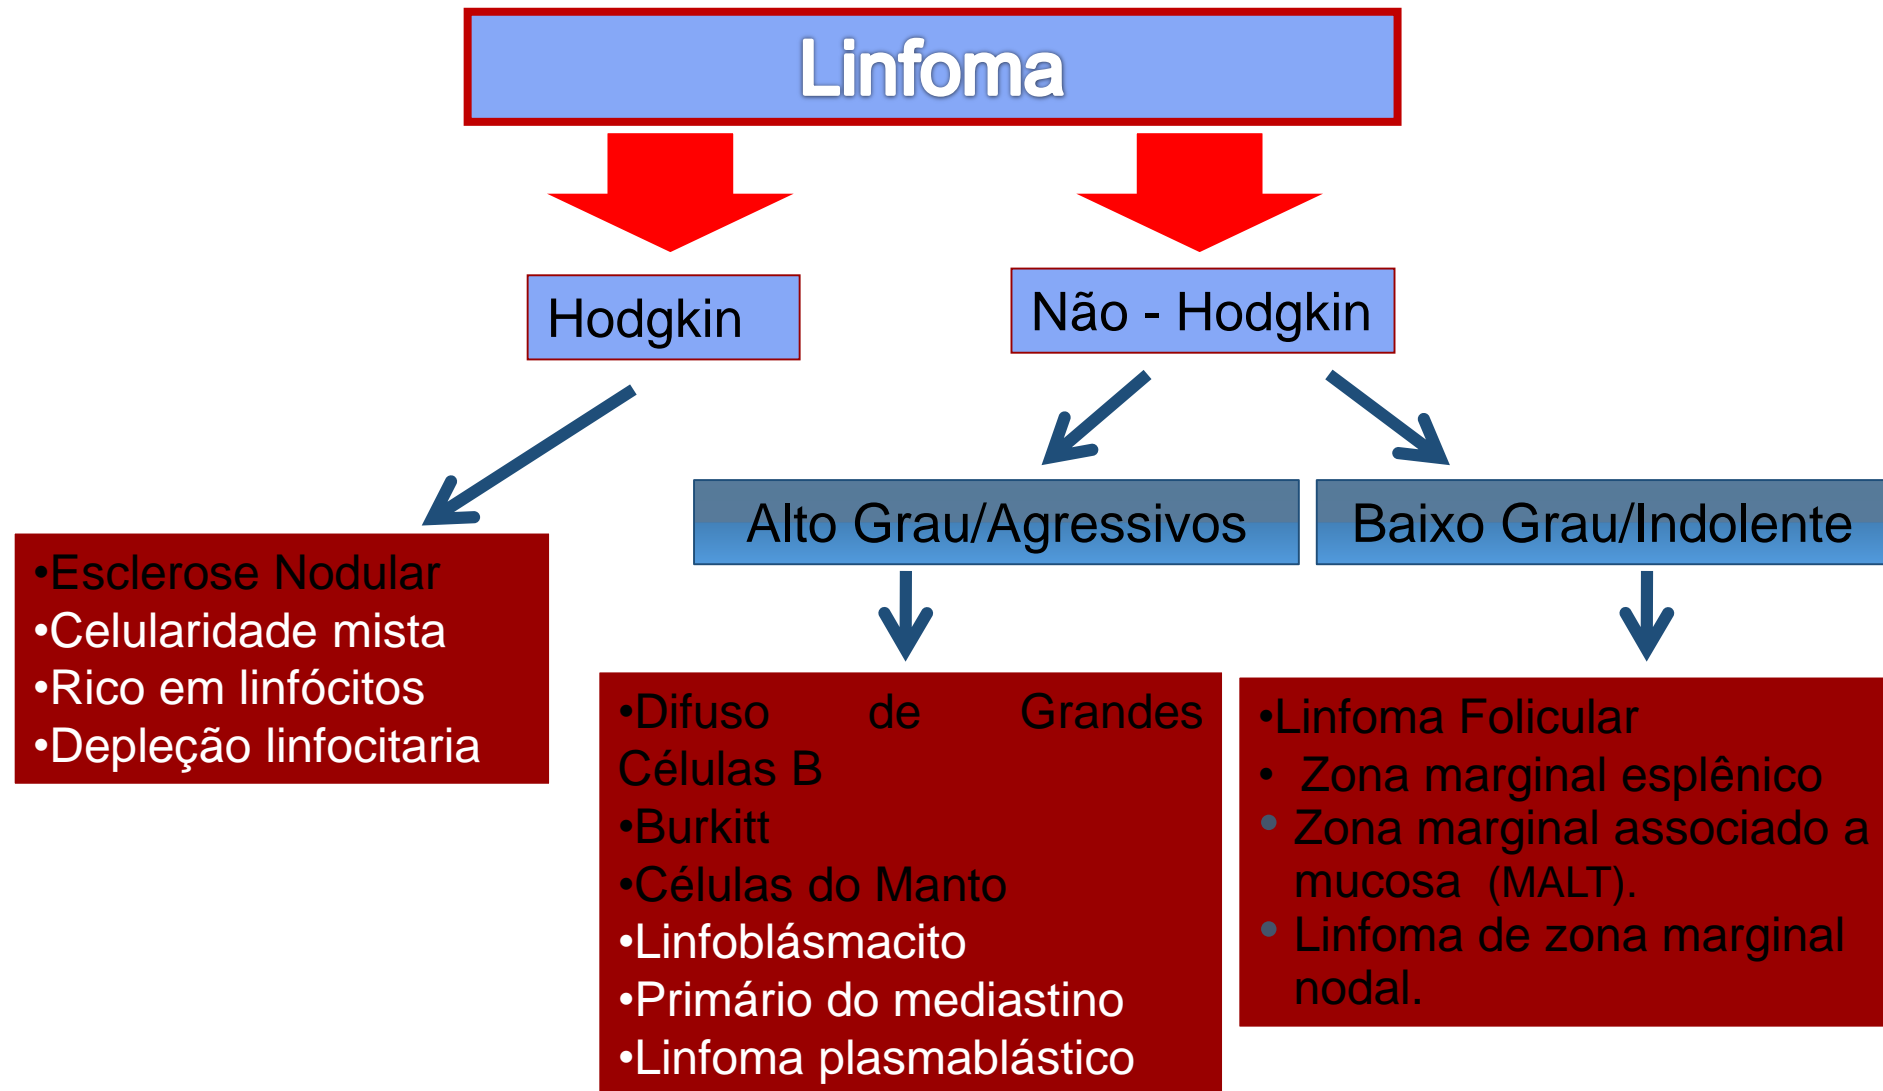 Linfoma
Hodgkin
Não - Hodgkin
Alto Grau/Agressivos
Baixo Grau/Indolente
•Esclerose Nodular
•Celularidade mista
•Rico em linfócitos
•Depleção linfocitaria
•Difuso de Grandes
Células B
•Burkitt
•Células do Manto
•Linfoblásmacito
•Primário do mediastino
•Linfoma plasmablástico
•Linfoma Folicular
• Zona marginal esplênico
• Zona marginal associado a
mucosa (MALT).
• Linfoma de zona marginal
nodal.